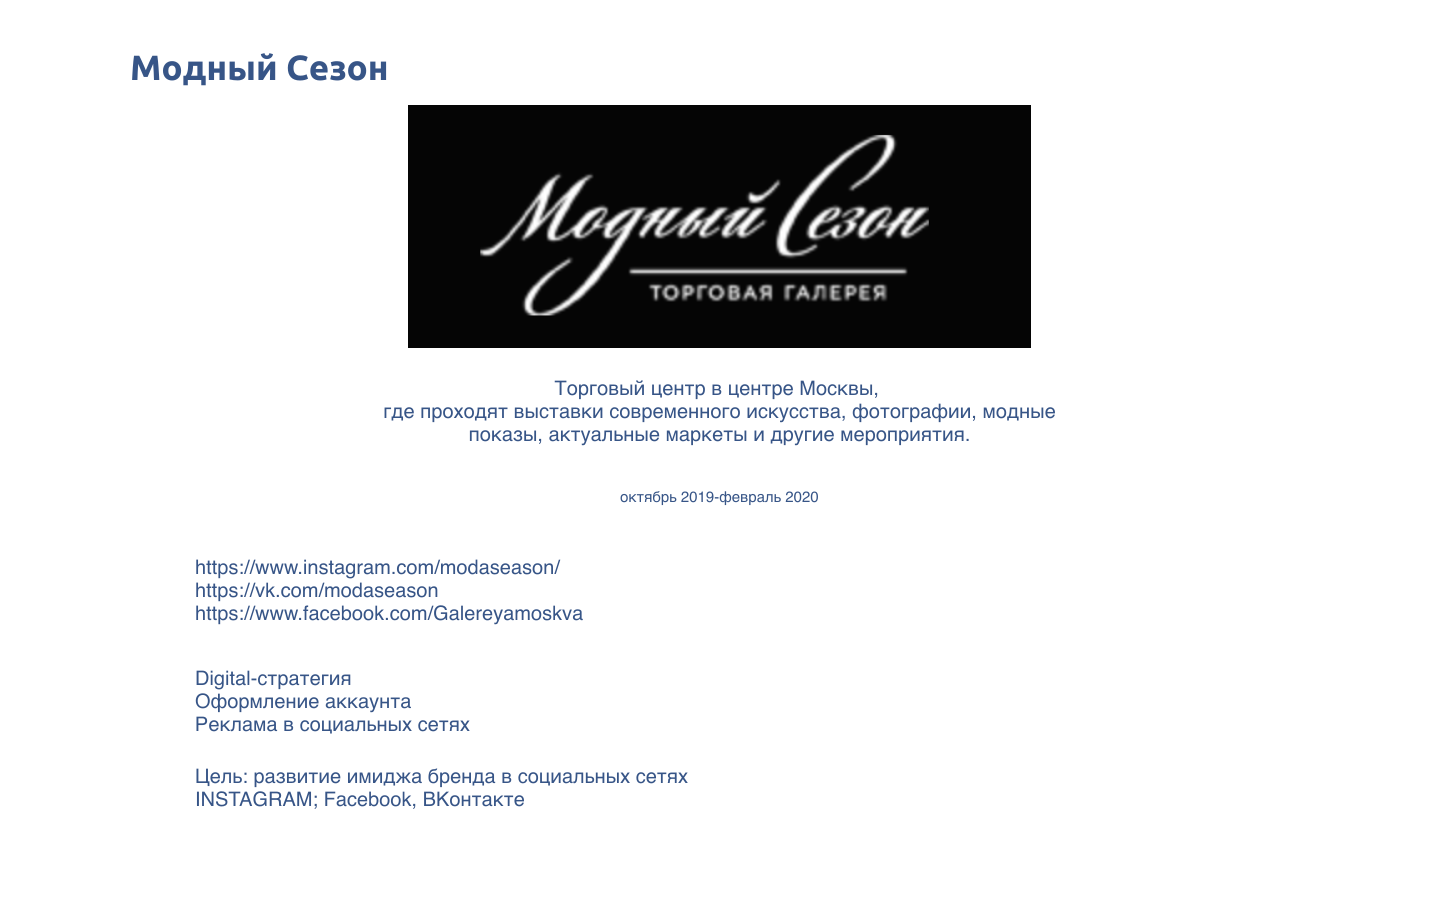 Модный Сезон
Модный Сезон
ТОРГОВАЯ ГАЛЕРЕЯ
Торговый центр в центре Москвы,
где проходят выставки современного искусства, фотографии, модные
показы, актуальные маркеты и другие мероприятия.
октябрь 2019-февраль 2020
https://www.instagram.com/modaseason/
https://vk.com/modaseason
https://www.facebook.com/Galereyamoskva
Digital-стратегия
Оформление аккаунта
Реклама в социальных сетях
Цель: развитие имиджа бренда в социальных сетях
INSTAGRAM; Facebook, ВКонтакте